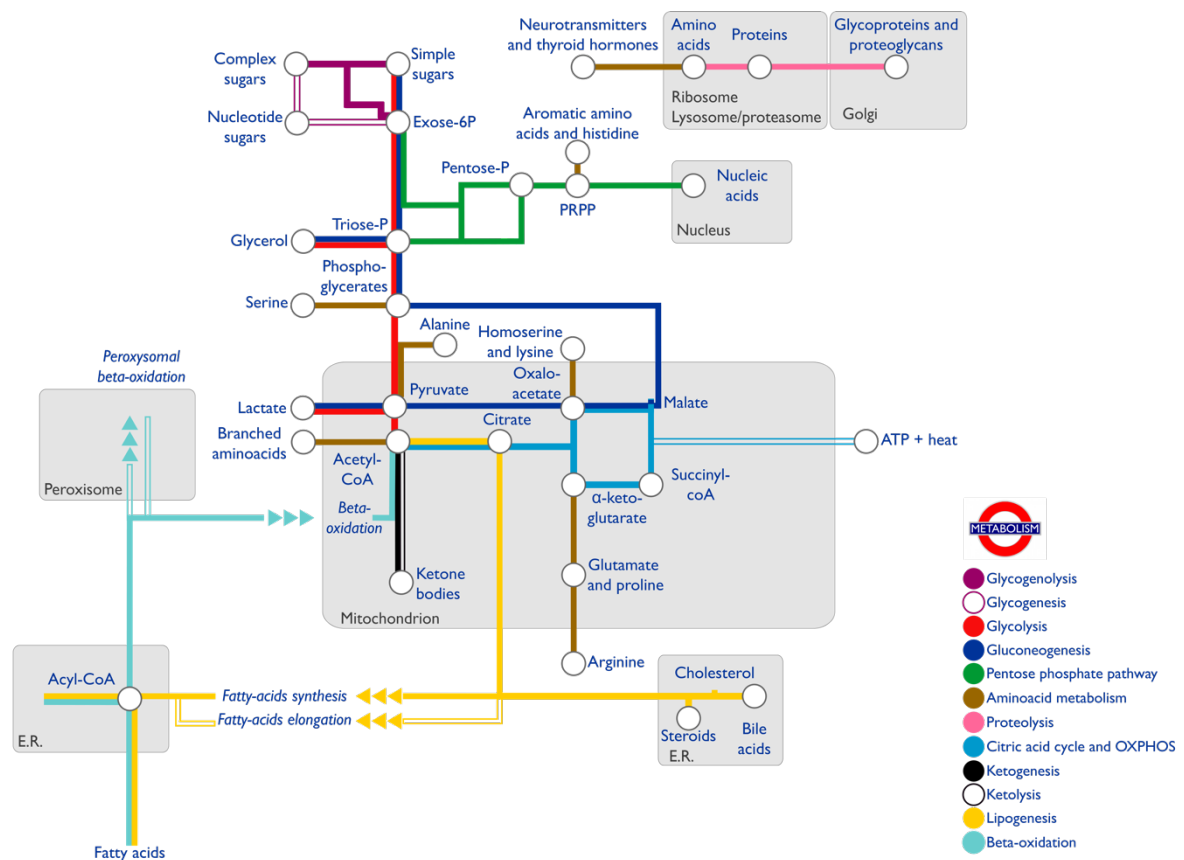 Neurotransmitters
and thyroid hormones
Amino
acids
Proteins
Glycoproteins and
proteoglycans
Ribosome
Lysosome/proteasome
Golgi
Complex
sugars
Simple
sugars
Nucleotide
sugars
Exose-6P
Aromatic amino
acids and histidine
Pentose-P
PRPP
Nucleic
acids
Nucleus
Triose-P
Glycerol
Phospho-
glycerates
Serine
Alanine
Homoserine
and lysine
Peroxysomal
beta-oxidation
Oxalo-
acetate
Pyruvate
Malate
Lactate
Citrate
Branched
aminoacids
ATP + heat
Acetyl-
CoA
Succinyl-
coA
α-keto-
glutarate
Peroxisome
Beta-
oxidation
Ketone
bodies
Glutamate
and proline
Mitochondrion
Arginine
Cholesterol
Acyl-CoA
Fatty-acids synthesis
Fatty-acids elongation
Steroids
Bile
acids
E.R.
E.R.
Fatty acids
METABOLISM
Glycogenolysis
Glycogenesis
Glycolysis
Gluconeogenesis
Pentose phosphate pathway
Aminoacid metabolism
Proteolysis
Citric acid cycle and OXPHOS
Ketogenesis
Ketolysis
Lipogenesis
Beta-oxidation